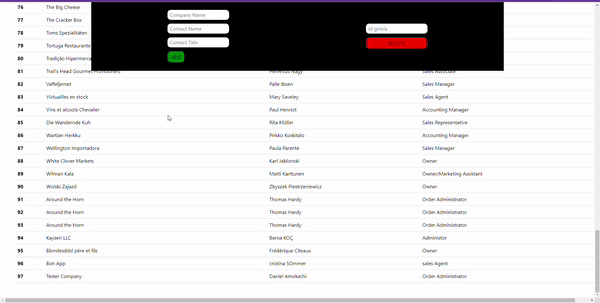 76 The Big Cheese
77 The Cracker Box
78 Toms Spezialitäten
79 Tortuga Restaurante
80 Tradição Hipermerca
Company Name
Contact Name
Contact Title
id giriniz
81 Trail's Head Gourmet Provisioners Helvetius Nagy Sales Associate
82 Vaffeljernet Palle Ibsen Sales Manager
83 Victuailles en stock Mary Saveley Sales Agent
84 Vins et alcools Chevalier Paul Henriot Accounting Manager
85 Die Wandernde Kuh Rita Müller Sales Representative
86 Wartian Herkku Pirkko Koskitalo Accounting Manager
87 Wellington Importadora Paula Parente Sales Manager
88 White Clover Markets Karl Jablonski Owner
89 Wilman Kala Matti Karttunen Owner/Marketing Assistant
90 Wolski Zajazd Zbyszek Piestrzeniewicz Owner
91 Around the Horn Thomas Hardy Order Administrator
92 Around the Horn Thomas Hardy Order Administrator
93 Around the Horn Thomas Hardy Order Administrator
94 Kayseri LLC Berna KOÇ Administor
95 Blondesddsl père et fils Frédérique Citeaux Owner
96 Bon App cristina SOmmer sales Agent
97 Tester Company Daniel Amokachi Order Administrator